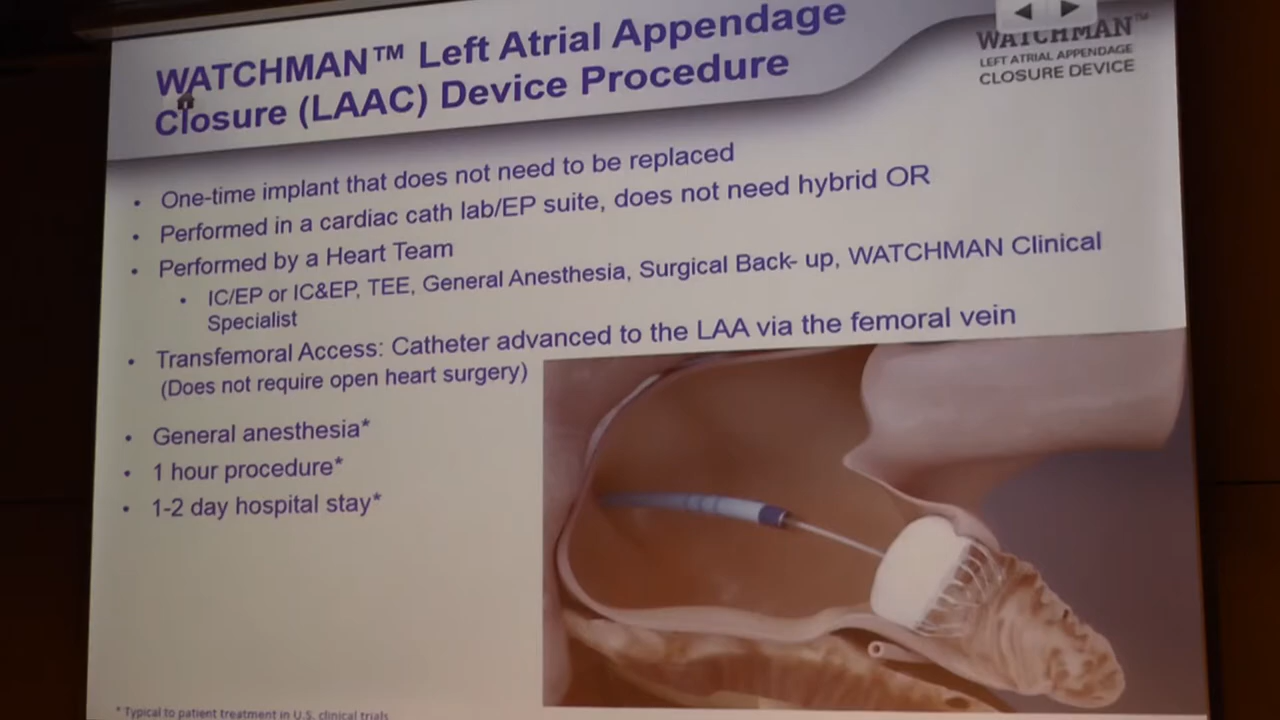 WATCHMAN™ Left Atrial Appendage
Closure (LAAC) Device Procedure
WATCHMAN™
LEFT ATRIAL APPENDAGE
CLOSURE DEVICE
• One-time implant that does not need to be replaced
• Performed in a cardiac cath lab/EP suite, does not need hybrid OR
• Performed by a Heart Team
• IC/EP or IC&EP, TEE, General Anesthesia, Surgical Back- up, WATCHMAN Clinical
Specialist
• Transfemoral Access: Catheter advanced to the LAA via the femoral vein
(Does not require open heart surgery)
• General anesthesia*
• 1 hour procedure*
• 1-2 day hospital stay*
* Typical to patient treatment in U.S. clinical trials